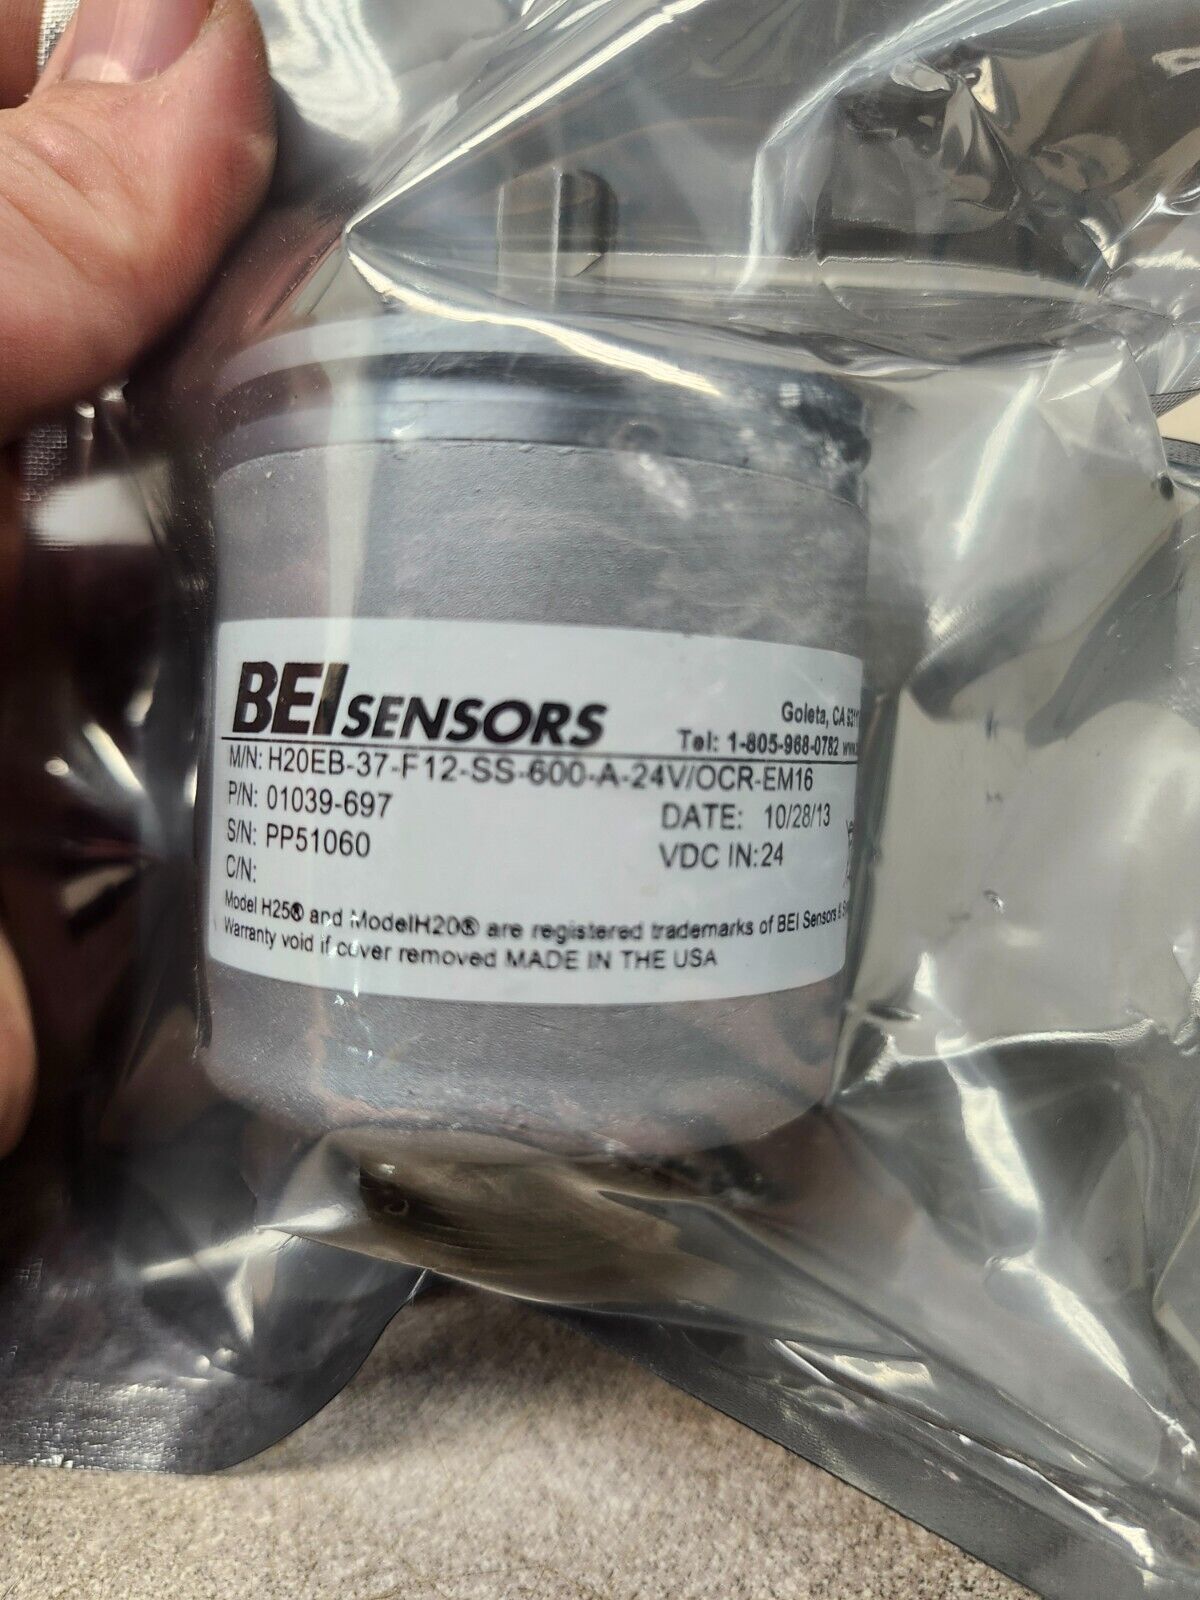 BEI SENSORS
Goleta, CA
Tel: 1-805-968-0782
M/N: H20EB-37-F12-SS-600-A-24V/OCR-EM16
P/N: 01039-697
DATE: 10/28/13
S/N: PP51060
VDC IN:24
C/N:
Model H25® and ModelH20® are registered trademarks of BEI Sensors &
Warranty void if cover removed MADE IN THE USA